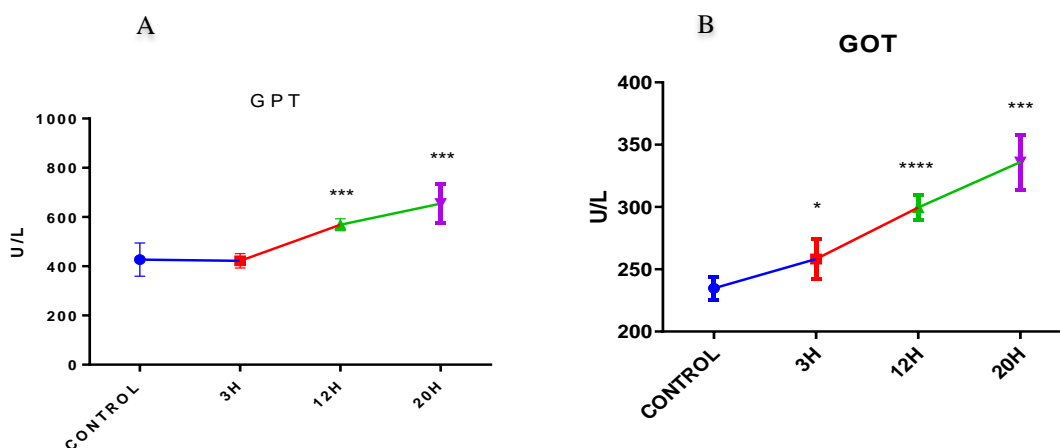 A
GPT
U/L
1000
800
600
400
200
0
***
***
CONTROL
3H
12H
20H
B
GOT
U/L
400
350
300
250
200
*
****
***
CONTROL
3H
12H
20H